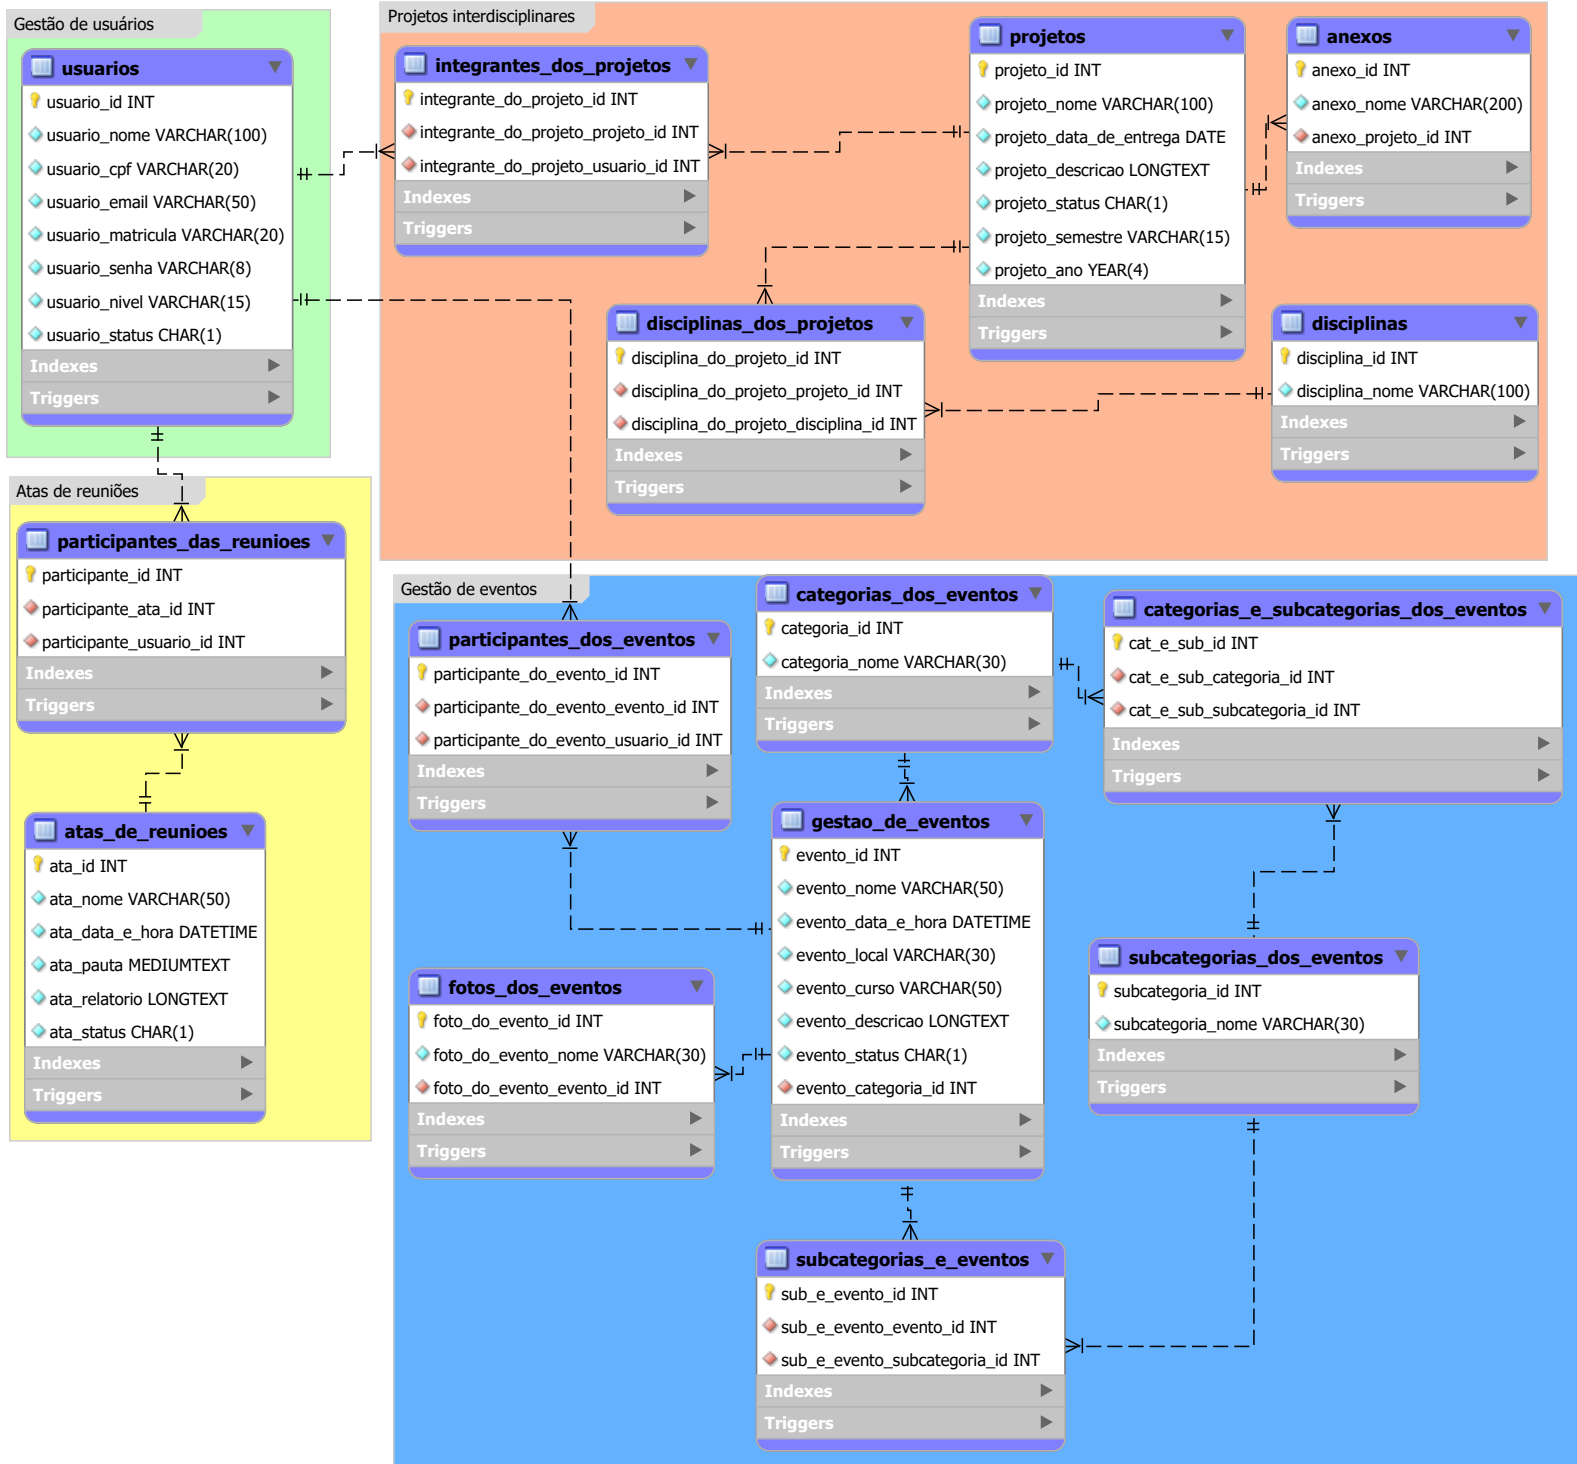 Gestão de usuários
usuarios
usuario_id INT
usuario_nome VARCHAR(100)
usuario_cpf VARCHAR(20)
usuario_email VARCHAR(50)
usuario_matricula VARCHAR(20)
usuario_senha VARCHAR(8)
usuario_nivel VARCHAR(15)
usuario_status CHAR(1)
Indexes
Triggers
Projetos interdisciplinares
integrantes_dos_projetos
integrante_do_projeto_id INT
integrante_do_projeto_projeto_id INT
integrante_do_projeto_usuario_id INT
Indexes
Triggers
projetos
projeto_id INT
projeto_nome VARCHAR(100)
projeto_data_de_entrega DATE
projeto_descricao LONGTEXT
projeto_status CHAR(1)
projeto_semestre VARCHAR(15)
projeto_ano YEAR(4)
Indexes
Triggers
anexos
anexo_id INT
anexo_nome VARCHAR(200)
anexo_projeto_id INT
Indexes
Triggers
disciplinas_dos_projetos
disciplina_do_projeto_id INT
disciplina_do_projeto_projeto_id INT
disciplina_do_projeto_disciplina_id INT
Indexes
Triggers
disciplinas
disciplina_id INT
disciplina_nome VARCHAR(100)
Indexes
Triggers
Atas de reuniões
participantes_das_reunioes
participante_id INT
participante_ata_id INT
participante_usuario_id INT
Indexes
Triggers
atas_de_reunioes
ata_id INT
ata_nome VARCHAR(50)
ata_data_e_hora DATETIME
ata_pauta MEDIUMTEXT
ata_relatorio LONGTEXT
ata_status CHAR(1)
Indexes
Triggers
Gestão de eventos
participantes_dos_eventos
participante_do_evento_id INT
participante_do_evento_evento_id INT
participante_do_evento_usuario_id INT
Indexes
Triggers
categorias_dos_eventos
categoria_id INT
categoria_nome VARCHAR(30)
Indexes
Triggers
categorias_e_subcategorias_dos_eventos
cat_e_sub_id INT
cat_e_sub_categoria_id INT
cat_e_sub_subcategoria_id INT
Indexes
Triggers
gestao_de_eventos
evento_id INT
evento_nome VARCHAR(50)
evento_data_e_hora DATETIME
evento_local VARCHAR(30)
evento_curso VARCHAR(50)
evento_descricao LONGTEXT
evento_status CHAR(1)
evento_categoria_id INT
Indexes
Triggers
fotos_dos_eventos
foto_do_evento_id INT
foto_do_evento_nome VARCHAR(30)
foto_do_evento_evento_id INT
Indexes
Triggers
subcategorias_dos_eventos
subcategoria_id INT
subcategoria_nome VARCHAR(30)
Indexes
Triggers
subcategorias_e_eventos
sub_e_evento_id INT
sub_e_evento_evento_id INT
sub_e_evento_subcategoria_id INT
Indexes
Triggers